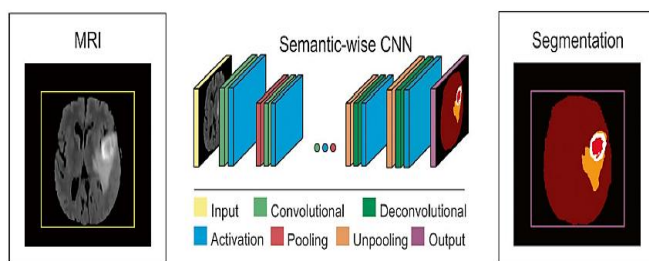 MRI
Semantic-wise CNN
Segmentation
Input Convolutional Deconvolutional
Activation Pooling Unpooling Output